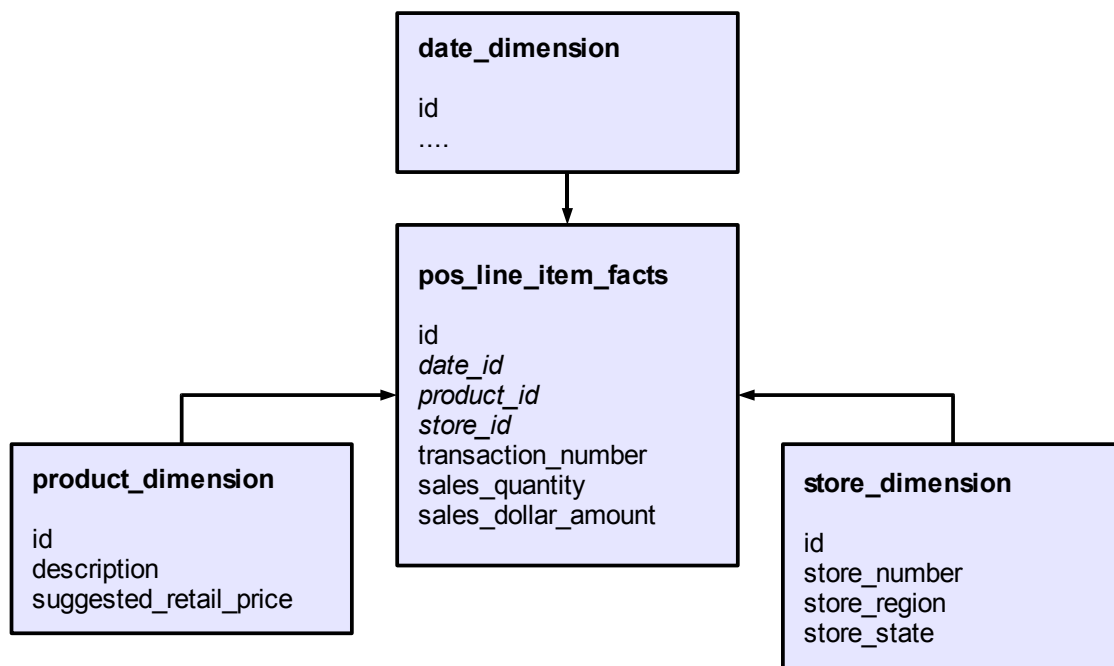 date_dimension
id
....
pos_line_item_facts
id
date_id
product_id
store_id
transaction_number
sales_quantity
sales_dollar_amount
product_dimension
id
description
suggested_retail_price
store_dimension
id
store_number
store_region
store_state